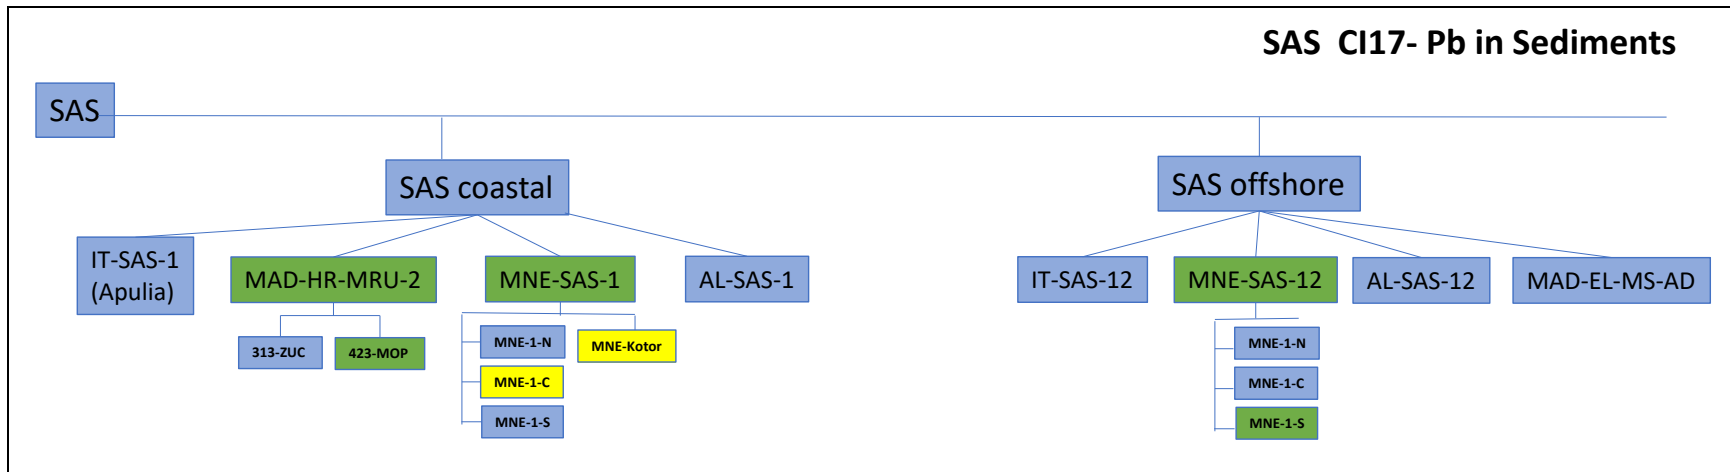 SAS CI17- Pb in Sediments
SAS
SAS coastal
SAS offshore
IT-SAS-1
(Apulia)
MAD-HR-MRU-2
MNE-SAS-1
AL-SAS-1
IT-SAS-12
MNE-SAS-12
AL-SAS-12
MAD-EL-MS-AD
313-ZUC
423-MOP
MNE-1-N
MNE-Kotor
MNE-1-C
MNE-1-S
MNE-1-N
MNE-1-C
MNE-1-S